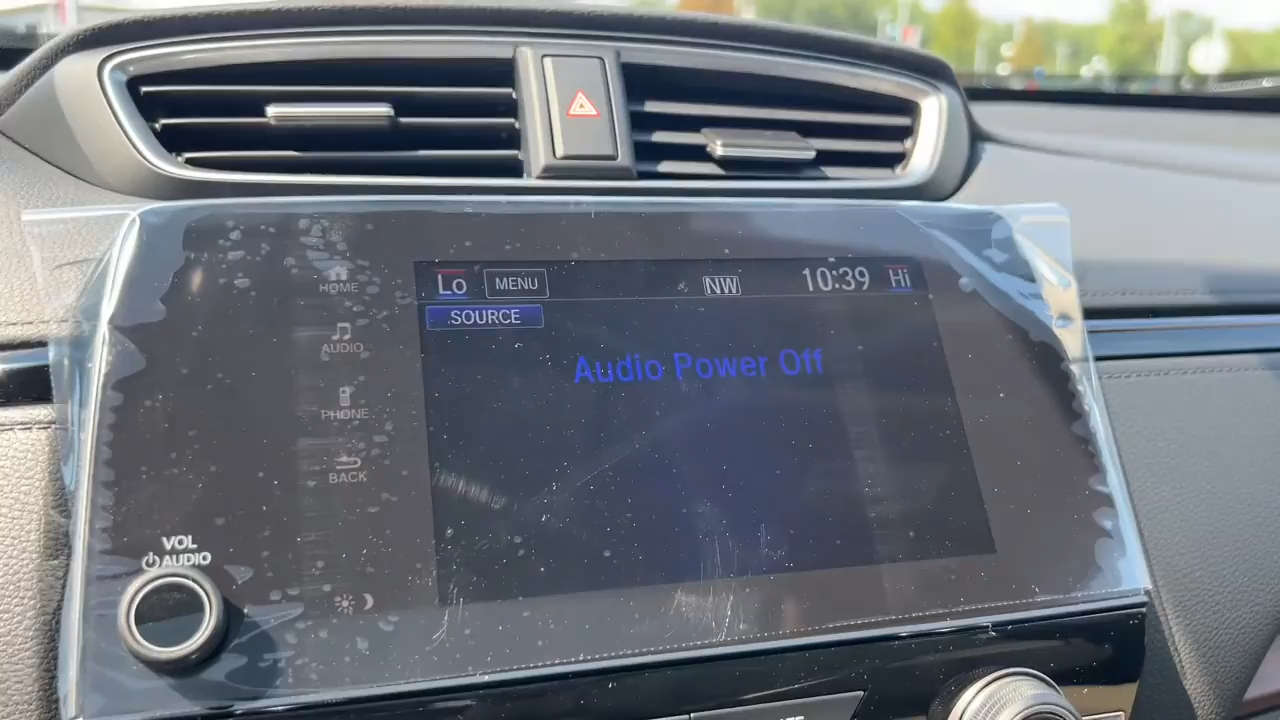 HOME
AUDIO
PHONE
BACK
VOL
AUDIO
Lo MENU NW 10:39 Hi
SOURCE
Audio Power Off